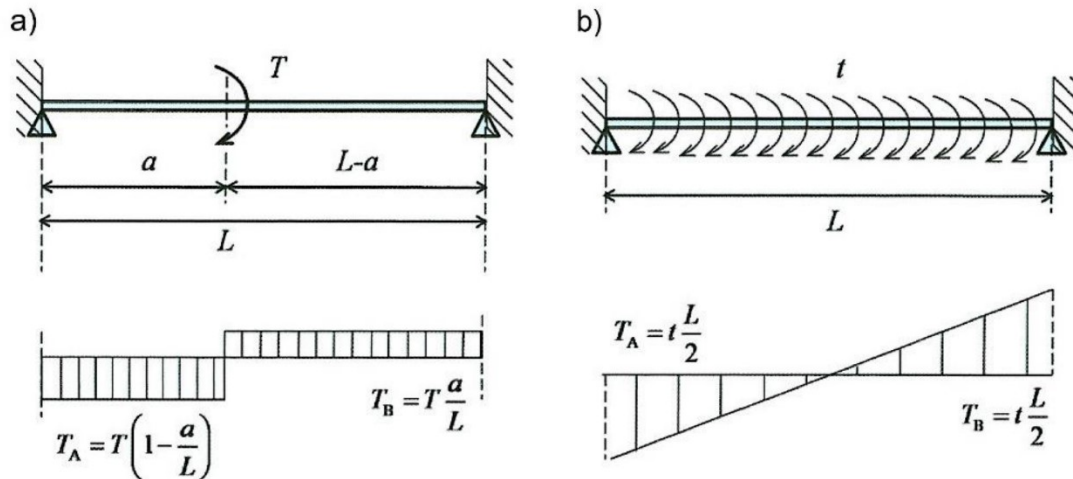 a)
T
a
L-a
L
T_A = T(1 - a/L)
T_B = T a/L
b)
t
L
T_A = t L/2
T_B = t L/2